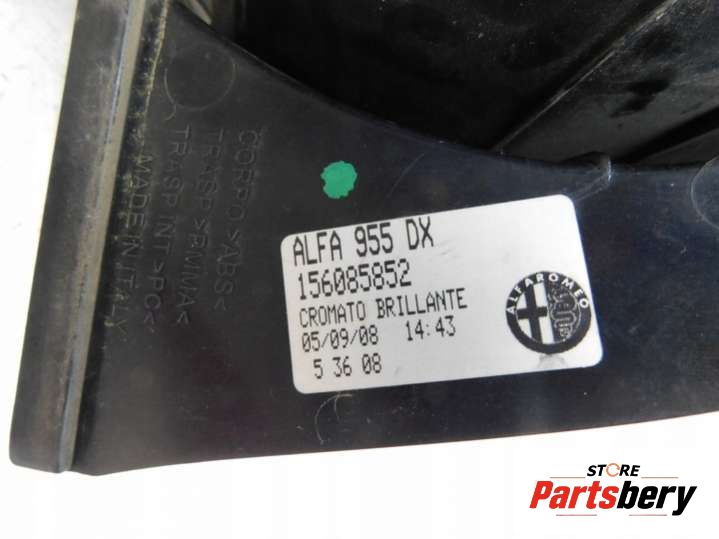 CORPO >ABS<
TRASP >PMMA<
TRASP INT >PC<
MADE IN ITALY
ALFA 955 DX
156085852
CROMATO BRILLANTE
05/09/08 14:43
5 36 08
ALFA ROMEO
STORE
Partsbery